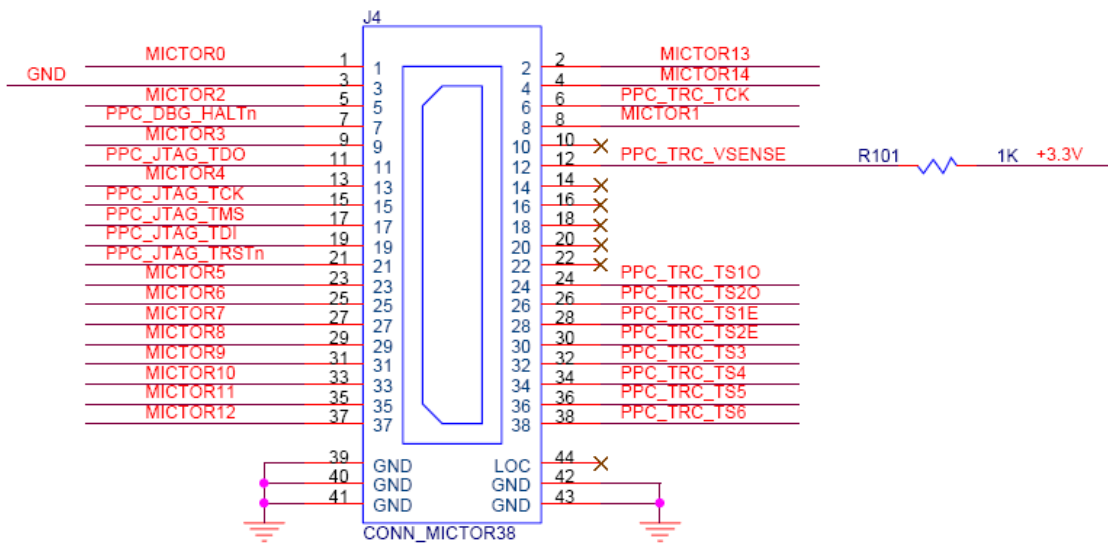 J4
MICTOR0 1 1 2 2 MICTOR13
GND 3 3 4 4 MICTOR14
MICTOR2 5 5 6 6 PPC_TRC_TCK
PPC_DBG_HALTn 7 7 8 8 MICTOR1
MICTOR3 9 9 10 10
PPC_JTAG_TDO 11 11 12 12 PPC_TRC_VSENSE R101 1K +3.3V
MICTOR4 13 13 14 14
PPC_JTAG_TCK 15 15 16 16
PPC_JTAG_TMS 17 17 18 18
PPC_JTAG_TDI 19 19 20 20
PPC_JTAG_TRSTn 21 21 22 22
MICTOR5 23 23 24 24 PPC_TRC_TS1O
MICTOR6 25 25 26 26 PPC_TRC_TS2O
MICTOR7 27 27 28 28 PPC_TRC_TS1E
MICTOR8 29 29 30 30 PPC_TRC_TS2E
MICTOR9 31 31 32 32 PPC_TRC_TS3
MICTOR10 33 33 34 34 PPC_TRC_TS4
MICTOR11 35 35 36 36 PPC_TRC_TS5
MICTOR12 37 37 38 38 PPC_TRC_TS6
39 GND LOC 44
40 GND GND 42
41 GND GND 43
CONN_MICTOR38